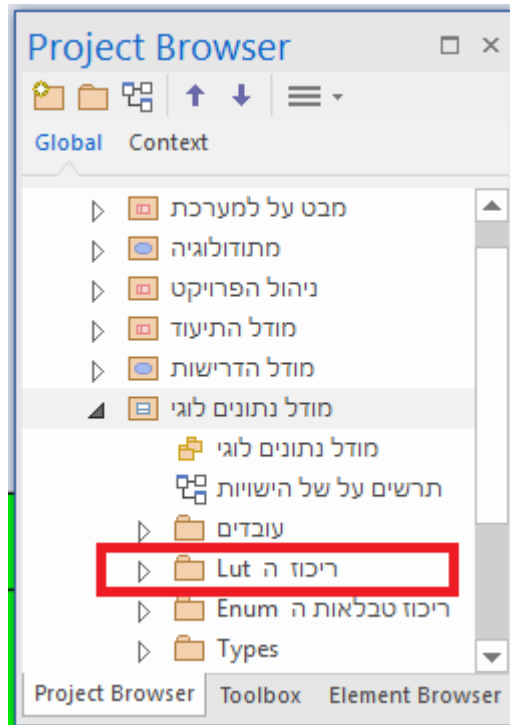 Project Browser
Global Context
מבט על למערכת
מתודולוגיה
ניהול הפרויקט
מודל התיעוד
מודל הדרישות
מודל נתונים לוגי
מודל נתונים לוגי
תרשים על של הישויות
עובדים
ריכוז ה Lut
ריכוז טבלאות ה Enum
Types
Project Browser Toolbox Element Browser